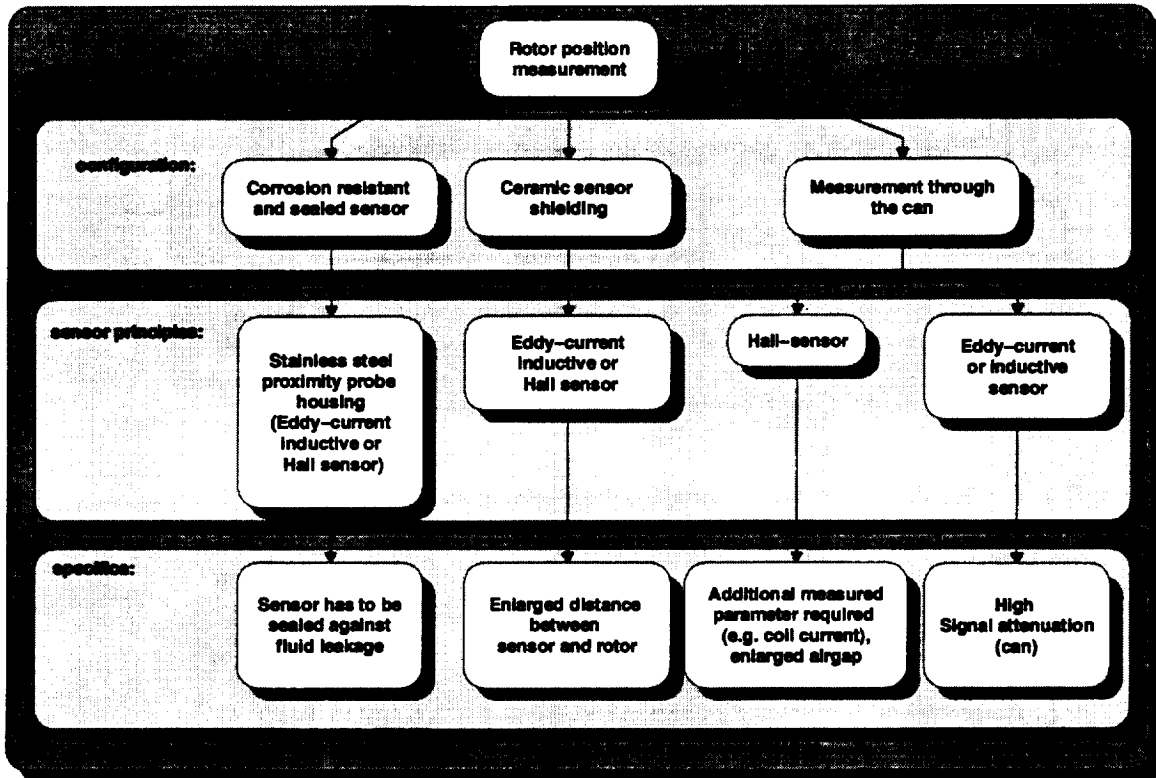 Rotor position
measurement
configuration:
Corrosion resistant
and sealed sensor
Ceramic sensor
shielding
Measurement through
the can
sensor principles:
Stainless steel
proximity probe
housing
(Eddy-current
inductive or
Hall sensor)
Eddy-current
inductive or
Hall sensor
Hall-sensor
Eddy-current
or inductive
sensor
specifics:
Sensor has to be
sealed against
fluid leakage
Enlarged distance
between
sensor and rotor
Additional measured
parameter required
(e.g. coil current),
enlarged airgap
High
Signal attenuation
(can)